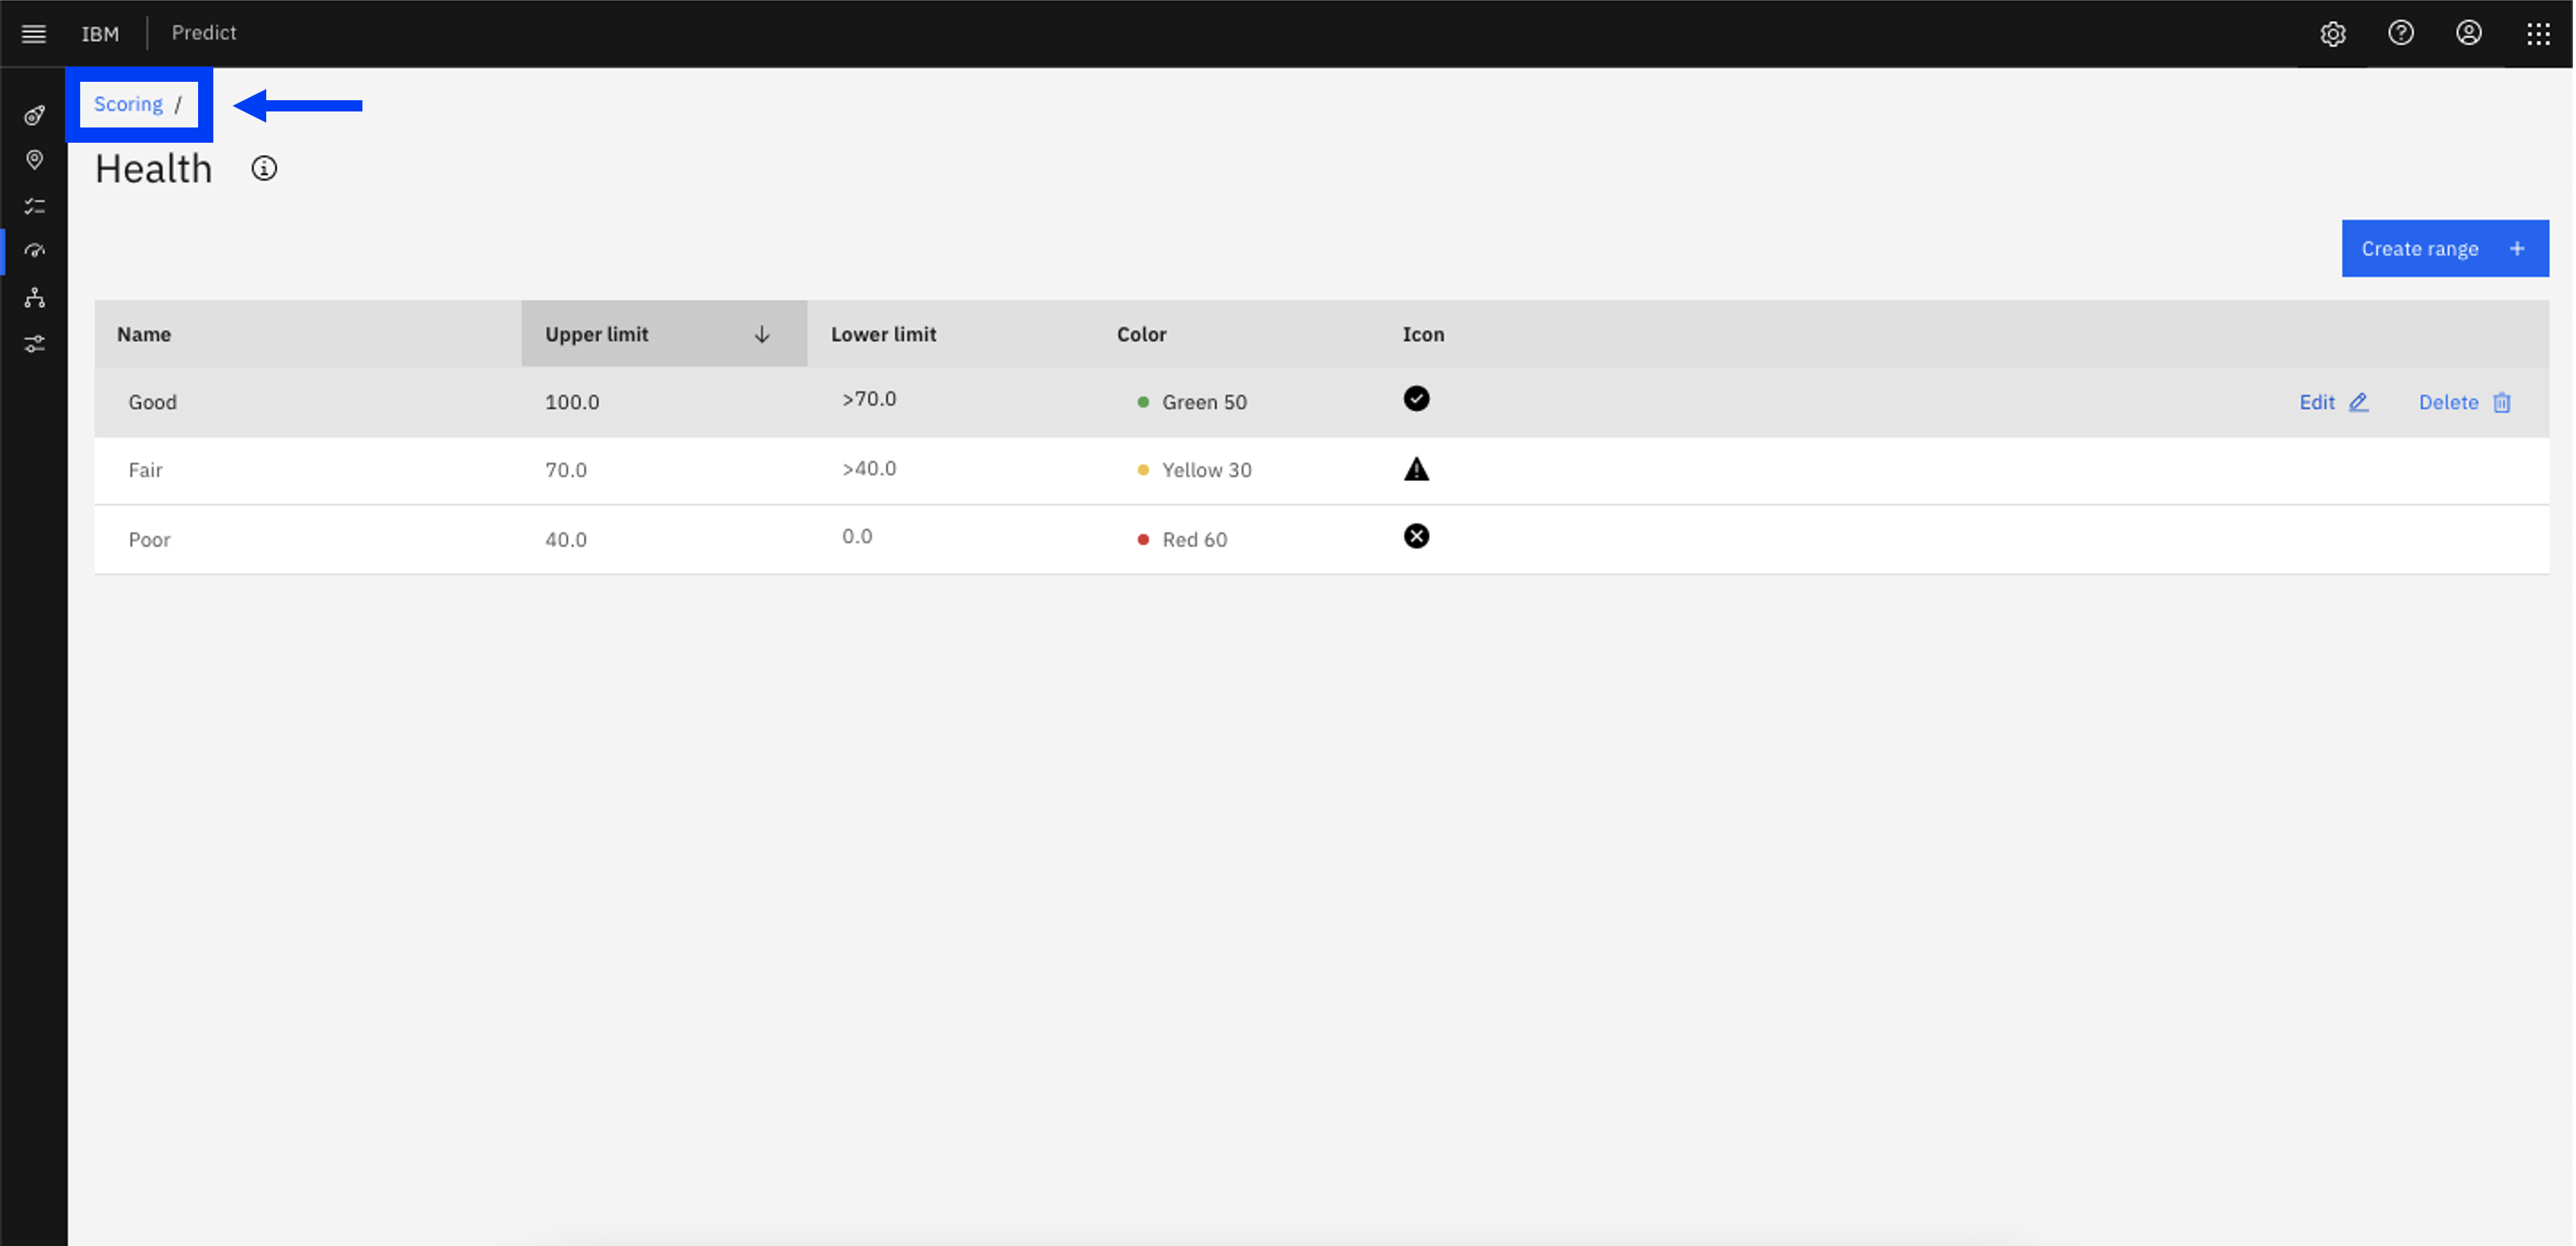 IBM Predict
Scoring /
Health
Create range +
Name Upper limit Lower limit Color Icon
Good 100.0 >70.0 Green 50 Edit Delete
Fair 70.0 >40.0 Yellow 30
Poor 40.0 0.0 Red 60